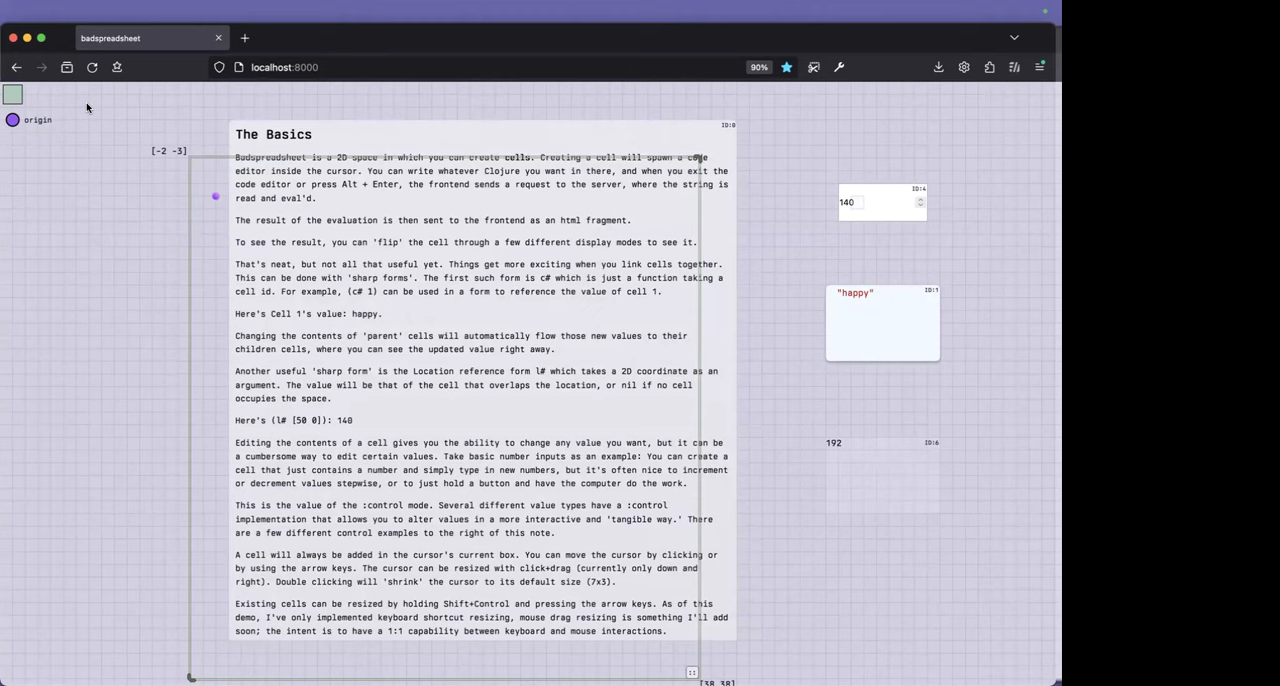 badspreadsheet
localhost:8000
90%
origin
[-2 -3]
The Basics
ID:0
Badspreadsheet is a 2D space in which you can create cells. Creating a cell will spawn a code
editor inside the cursor. You can write whatever Clojure you want in there, and when you exit the
code editor or press Alt + Enter, the frontend sends a request to the server, where the string is
read and eval'd.
The result of the evaluation is then sent to the frontend as an html fragment.
To see the result, you can 'flip' the cell through a few different display modes to see it.
That's neat, but not all that useful yet. Things get more exciting when you link cells together.
This can be done with 'sharp forms'. The first such form is c# which is just a function taking a
cell id. For example, (c# 1) can be used in a form to reference the value of cell 1.
Here's Cell 1's value: happy.
Changing the contents of 'parent' cells will automatically flow those new values to their
children cells, where you can see the updated value right away.
Another useful 'sharp form' is the Location reference form l# which takes a 2D coordinate as an
argument. The value will be that of the cell that overlaps the location, or nil if no cell
occupies the space.
Here's (l# [50 0]): 140
Editing the contents of a cell gives you the ability to change any value you want, but it can be
a cumbersome way to edit certain values. Take basic number inputs as an example: You can create a
cell that just contains a number and simply type in new numbers, but it's often nice to increment
or decrement values stepwise, or to just hold a button and have the computer do the work.
This is the value of the :control mode. Several different value types have a :control
implementation that allows you to alter values in a more interactive and 'tangible way.' There
are a few different control examples to the right of this note.
A cell will always be added in the cursor's current box. You can move the cursor by clicking or
by using the arrow keys. The cursor can be resized with click+drag (currently only down and
right). Double clicking will 'shrink' the cursor to its default size (7x3).
Existing cells can be resized by holding Shift+Control and pressing the arrow keys. As of this
demo, I've only implemented keyboard shortcut resizing, mouse drag resizing is something I'll add
soon; the intent is to have a 1:1 capability between keyboard and mouse interactions.
[38 38]
ID:4
140
"happy"
ID:1
192
ID:6